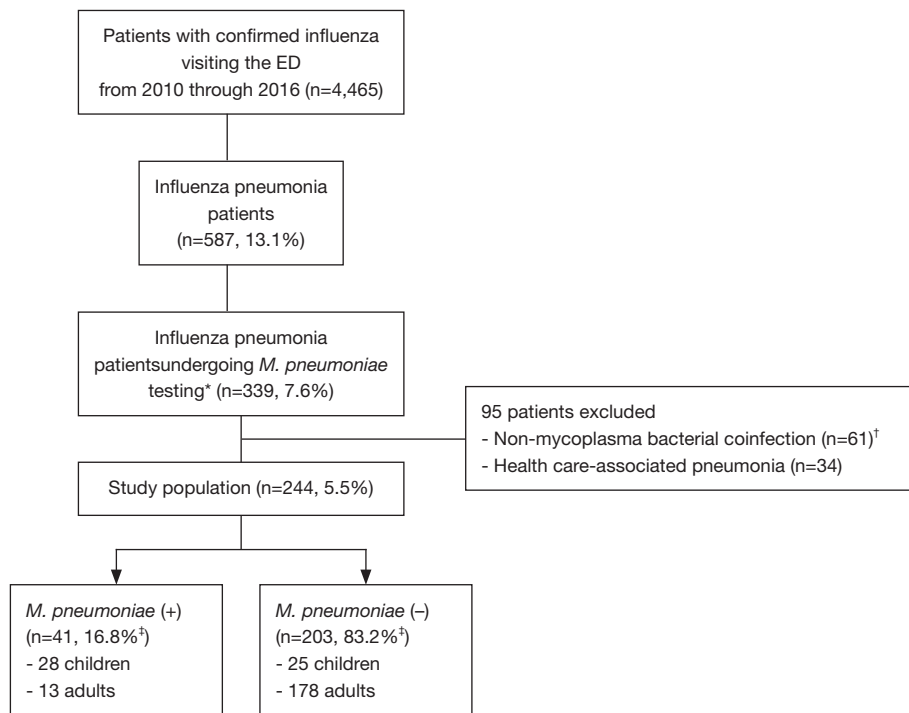 Patients with confirmed influenza
visiting the ED
from 2010 through 2016 (n=4,465)
Influenza pneumonia
patients
(n=587, 13.1%)
Influenza pneumonia
patientsundergoing M. pneumoniae
testing* (n=339, 7.6%)
95 patients excluded
- Non-mycoplasma bacterial coinfection (n=61)†
- Health care-associated pneumonia (n=34)
Study population (n=244, 5.5%)
M. pneumoniae (+)
(n=41, 16.8%‡)
- 28 children
- 13 adults
M. pneumoniae (–)
(n=203, 83.2%‡)
- 25 children
- 178 adults